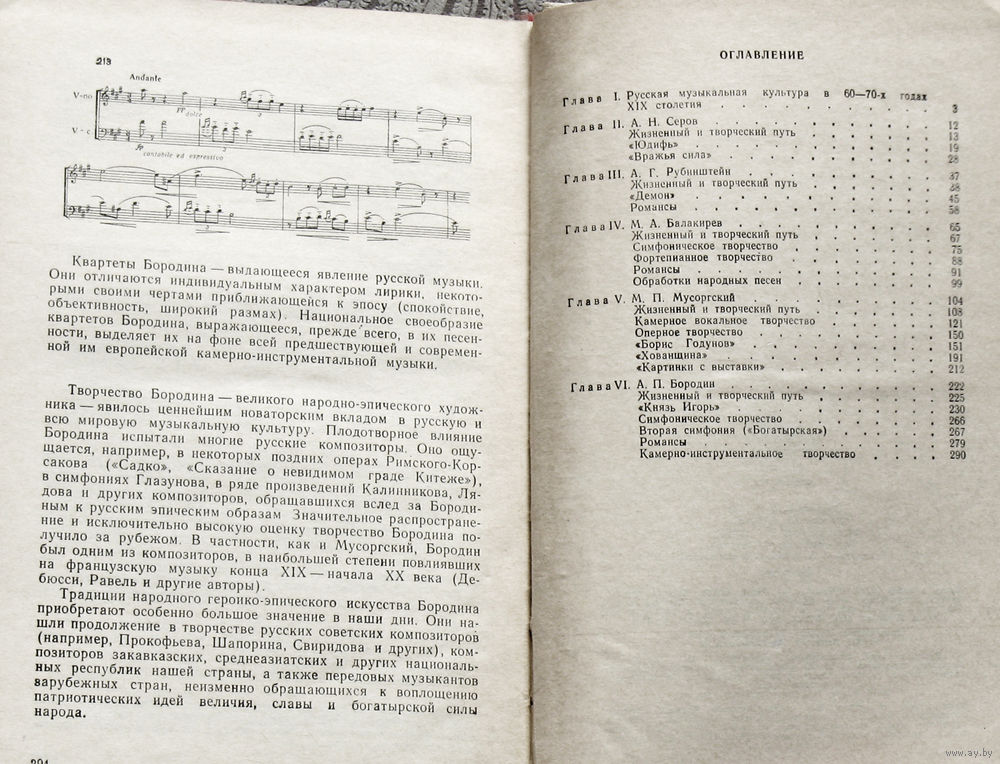 213
Andante
V-no
pp
dolce
3
V-c
fp
3
cantabile ed espressivo
Квартеты Бородина — выдающееся явление русской музыки.
Они отличаются индивидуальным характером лирики, некото-
рыми своими чертами приближающейся к эпосу (спокойствие,
объективность, широкий размах). Национальное своеобразие
квартетов Бородина, выражающееся, прежде всего, в их песен-
ности, выделяет их на фоне всей предшествующей и современ-
ной им европейской камерно-инструментальной музыки.
Творчество Бородина — великого народно-эпического худож-
ника — явилось ценнейшим новаторским вкладом в русскую и
всю мировую музыкальную культуру. Плодотворное влияние
Бородина испытали многие русские композиторы. Оно ощу-
щается, например, в некоторых поздних операх Римского-Кор-
сакова («Садко», «Сказание о невидимом граде Китеже»),
в симфониях Глазунова, в ряде произведений Калинникова, Ля-
дова и других композиторов, обращавшихся вслед за Бороди-
ным к русским эпическим образам Значительное распростране-
ние и исключительно высокую оценку творчество Бородина по-
лучило за рубежом. В частности, как и Мусоргский, Бородин
был одним из композиторов, в наибольшей степени повлиявших
на французскую музыку конца XIX — начала XX века (Де-
бюсси, Равель и другие авторы).
Традиции народного героико-эпического искусства Бородина
приобретают особенно большое значение в наши дни. Они на-
шли продолжение в творчестве русских советских композиторов
(например, Прокофьева, Шапорина, Свиридова и других), ком-
позиторов закавказских, среднеазиатских и других националь-
ных республик нашей страны, а также передовых музыкантов
зарубежных стран, неизменно обращающихся к воплощению
патриотических идей величия, славы и богатырской силы
народа.
ОГЛАВЛЕНИЕ
Глава I. Русская музыкальная культура в 60—70-х годах
XIX столетия . . . . . . . . . . 3
Глава II. А. Н. Серов . . . . . . . . . . 12
Жизненный и творческий путь . . . . . . . 13
«Юдифь» . . . . . . . . . . 19
«Вражья сила» . . . . . . . . . . 28
Глава III. А. Г. Рубинштейн . . . . . . . . . 37
Жизненный и творческий путь . . . . . . . 38
«Демон» . . . . . . . . . . 45
Романсы . . . . . . . . . . 58
Глава IV. М. А. Балакирев . . . . . . . . . 65
Жизненный и творческий путь . . . . . . . 67
Симфоническое творчество . . . . . . . . 75
Фортепианное творчество . . . . . . . . 88
Романсы . . . . . . . . . . 91
Обработки народных песен . . . . . . . . 99
Глава V. М. П. Мусоргский . . . . . . . . . 104
Жизненный и творческий путь . . . . . . . 108
Камерное вокальное творчество . . . . . . 121
Оперное творчество . . . . . . . . . 150
«Борис Годунов» . . . . . . . . . . 151
«Хованщина» . . . . . . . . . . 191
«Картинки с выставки» . . . . . . . . . 212
Глава VI. А. П. Бородин . . . . . . . . . . 222
Жизненный и творческий путь . . . . . . . 225
«Князь Игорь» . . . . . . . . . . 230
Симфоническое творчество . . . . . . . . 266
Вторая симфония («Богатырская») . . . . . . 267
Романсы . . . . . . . . . . 279
Камерно-инструментальное творчество . . . . 290
www.ay.by